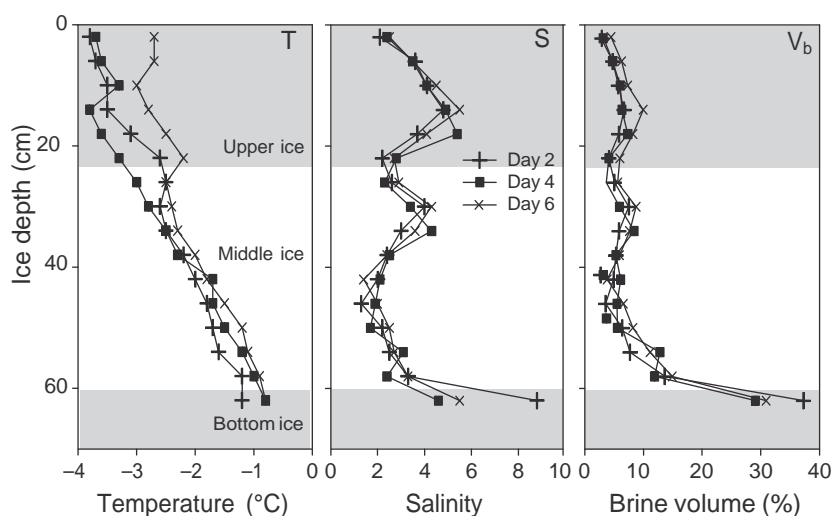 0
20
40
60
Ice depth (cm)
T
Upper ice
Middle ice
Bottom ice
–4 –3 –2 –1 0
Temperature (°C)
S
Day 2
Day 4
Day 6
0 2 4 6 8 10
Salinity
Vb
0 10 20 30 40
Brine volume (%)